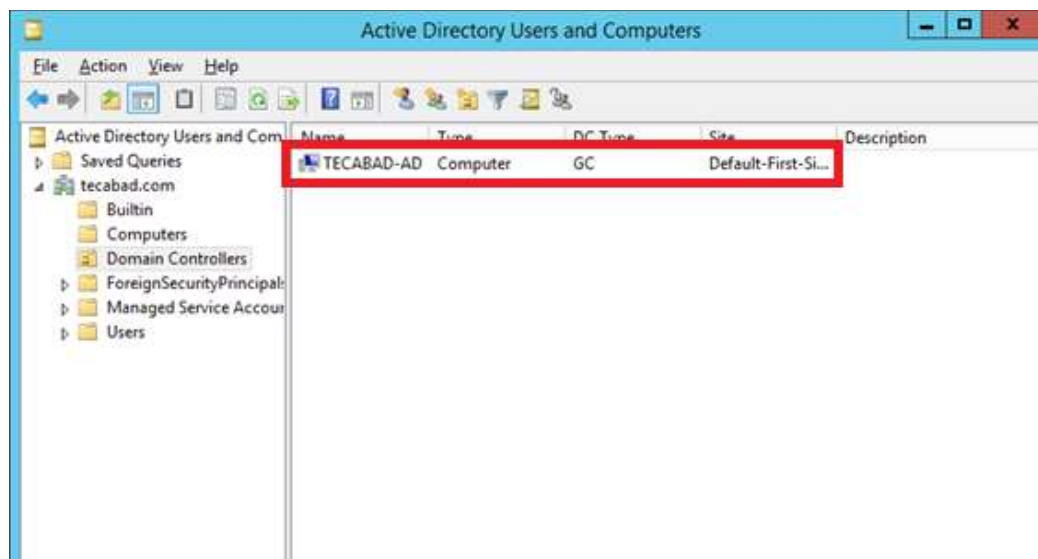 Active Directory Users and Computers
File Action View Help
Active Directory Users and Com
Name Type DC Type Site Description
Saved Queries
TECABAD-AD Computer GC Default-First-Si...
tecabad.com
Builtin
Computers
Domain Controllers
ForeignSecurityPrincipals
Managed Service Accour
Users